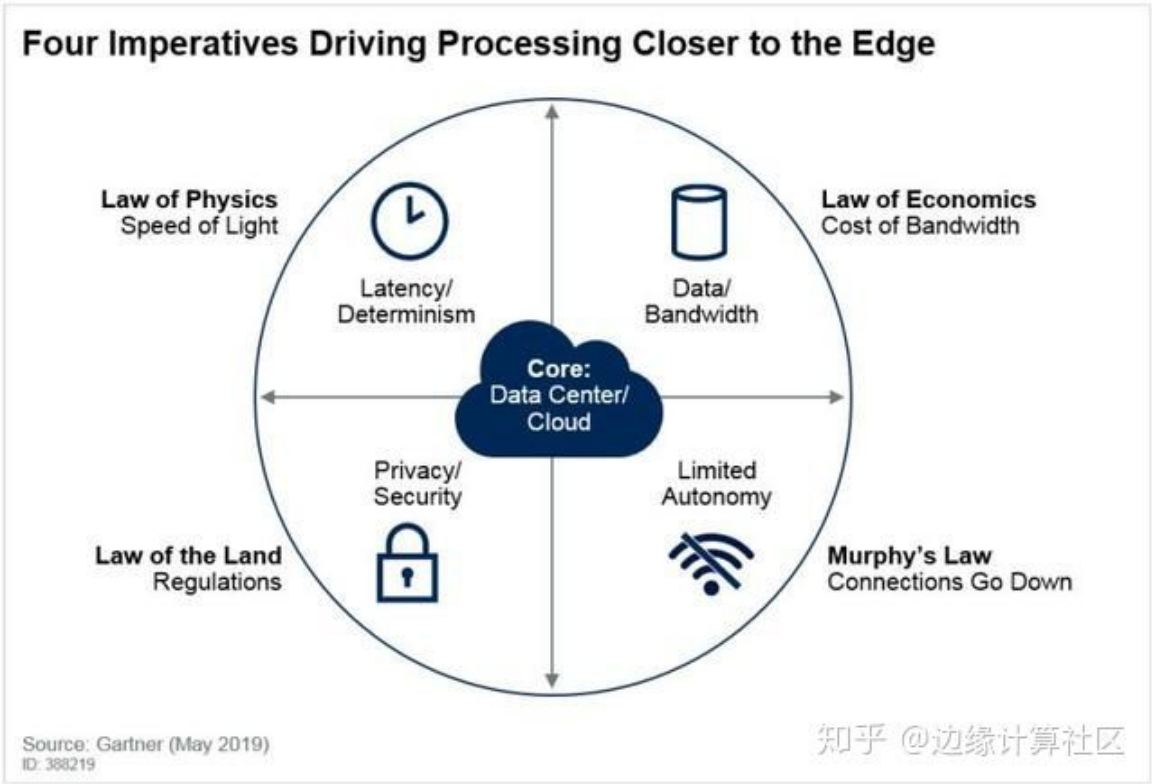 Four Imperatives Driving Processing Closer to the Edge
Law of Physics
Speed of Light
Latency/
Determinism
Data/
Bandwidth
Law of Economics
Cost of Bandwidth
Core:
Data Center/
Cloud
Privacy/
Security
Law of the Land
Regulations
Limited
Autonomy
Murphy's Law
Connections Go Down
Source: Gartner (May 2019)
ID: 388219
知乎 @边缘计算社区